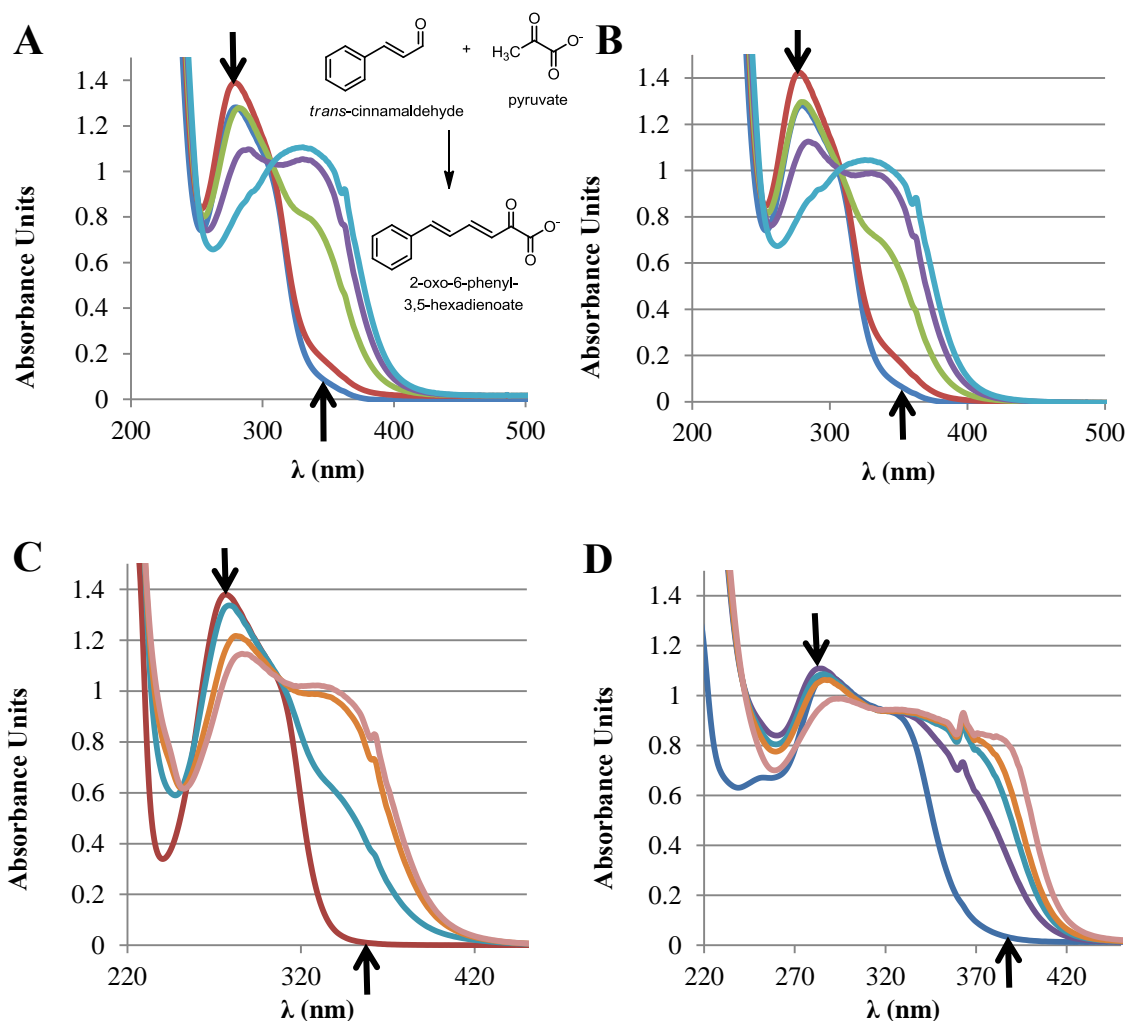 A
trans-cinnamaldehyde
+
H3C
O
O
O-
O
pyruvate
O
O
O-
O
2-oxo-6-phenyl-
3,5-hexadienoate
Absorbance Units
1.4
1.2
1
0.8
0.6
0.4
0.2
0
200 300 400 500
λ (nm)
B
Absorbance Units
1.4
1.2
1
0.8
0.6
0.4
0.2
0
200 300 400 500
λ (nm)
C
Absorbance Units
1.4
1.2
1
0.8
0.6
0.4
0.2
0
220 320 420
λ (nm)
D
Absorbance Units
1.4
1.2
1
0.8
0.6
0.4
0.2
0
220 270 320 370 420
λ (nm)